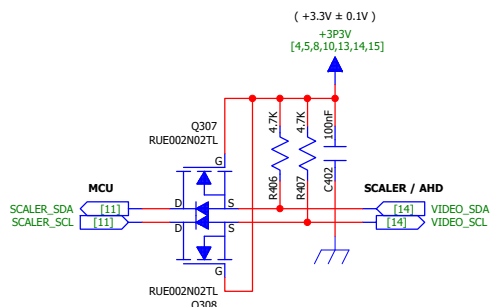 ( +3.3V ± 0.1V )
+3P3V
[4,5,8,10,13,14,15]
Q307
RUE002N02TL
4.7K
4.7K
100nF
G
R406
R407
C402
MCU
SCALER / AHD
SCALER_SDA
[11]
D
S
[14]
VIDEO_SDA
SCALER_SCL
[11]
D
S
[14]
VIDEO_SCL
G
RUE002N02TL
Q308